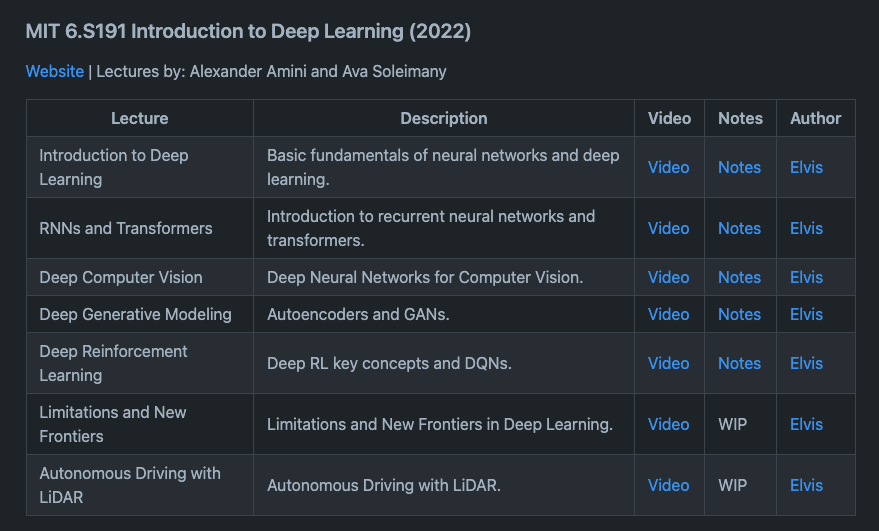 MIT 6.S191 Introduction to Deep Learning (2022)
Website | Lectures by: Alexander Amini and Ava Soleimany
Lecture Description Video Notes Author
Introduction to Deep
Learning
Basic fundamentals of neural networks and deep
learning.
Video Notes Elvis
RNNs and Transformers
Introduction to recurrent neural networks and
transformers.
Video Notes Elvis
Deep Computer Vision Deep Neural Networks for Computer Vision. Video Notes Elvis
Deep Generative Modeling Autoencoders and GANs. Video Notes Elvis
Deep Reinforcement
Learning
Deep RL key concepts and DQNs. Video Notes Elvis
Limitations and New
Frontiers
Limitations and New Frontiers in Deep Learning. Video WIP Elvis
Autonomous Driving with
LiDAR
Autonomous Driving with LiDAR. Video WIP Elvis